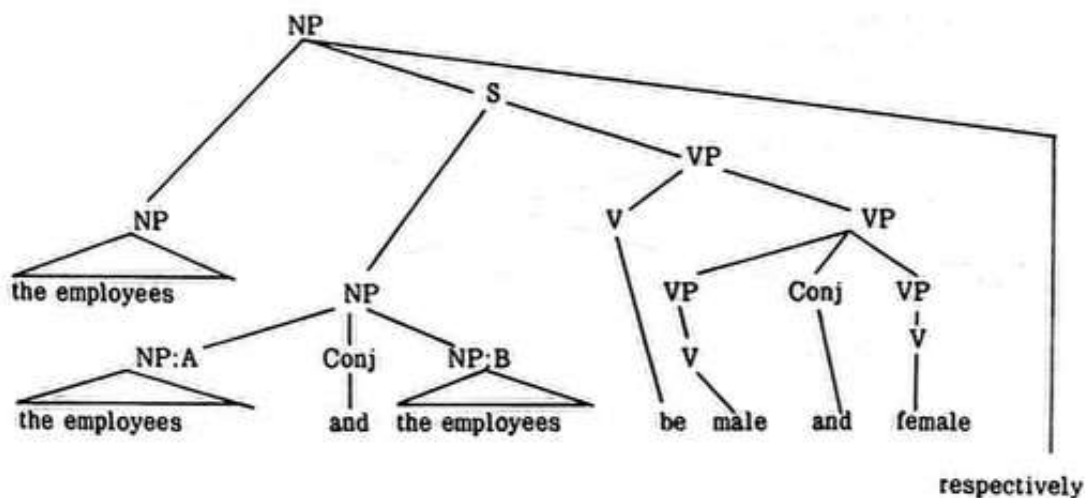 NP
S
VP
NP V VP
the employees NP VP Conj VP
V
NP:A Conj NP:B V
the employees and the employees be male and female
respectively